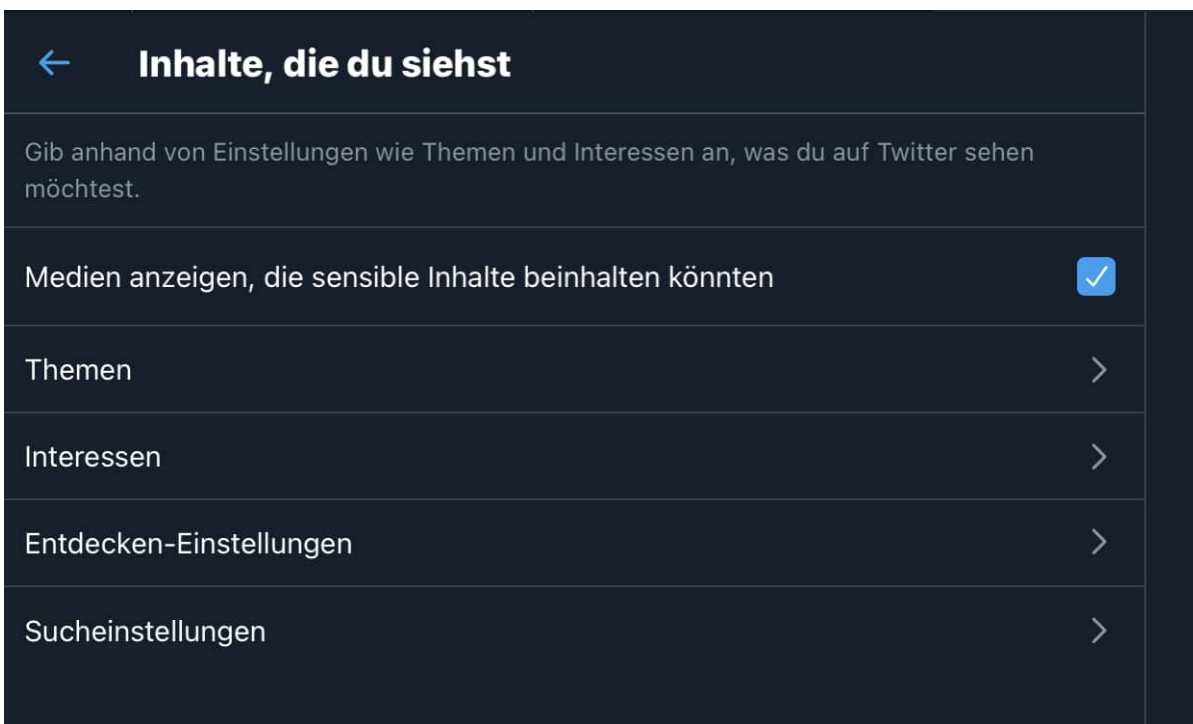 Inhalte, die du siehst
Gib anhand von Einstellungen wie Themen und Interessen an, was du auf Twitter sehen
möchtest.
Medien anzeigen, die sensible Inhalte beinhalten könnten
Themen
Interessen
Entdecken-Einstellungen
Sucheinstellungen